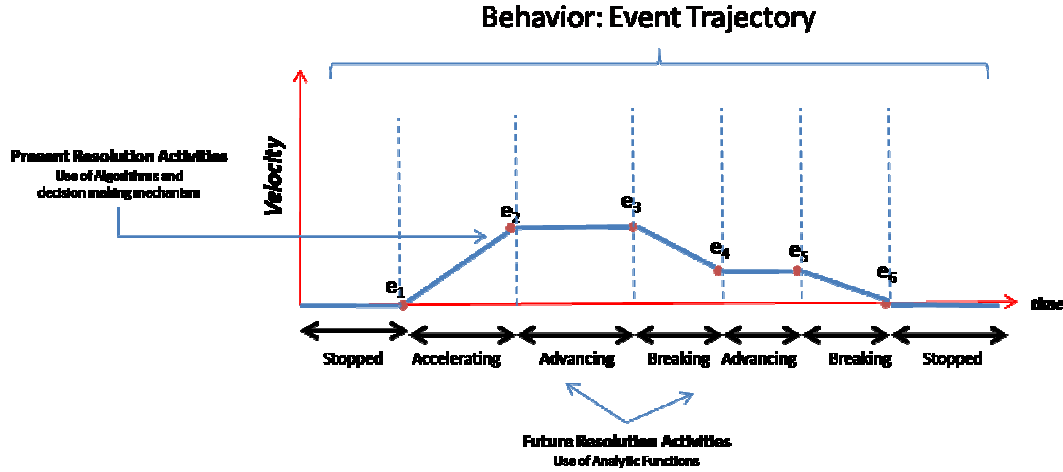 Behavior: Event Trajectory
Velocity
Present Resolution Activities
Use of Algorithms and
decision making mechanism
e1
e2
e3
e4
e5
e6
time
Stopped
Accelerating
Advancing
Breaking
Advancing
Breaking
Stopped
Future Resolution Activities
Use of Analytic Functions